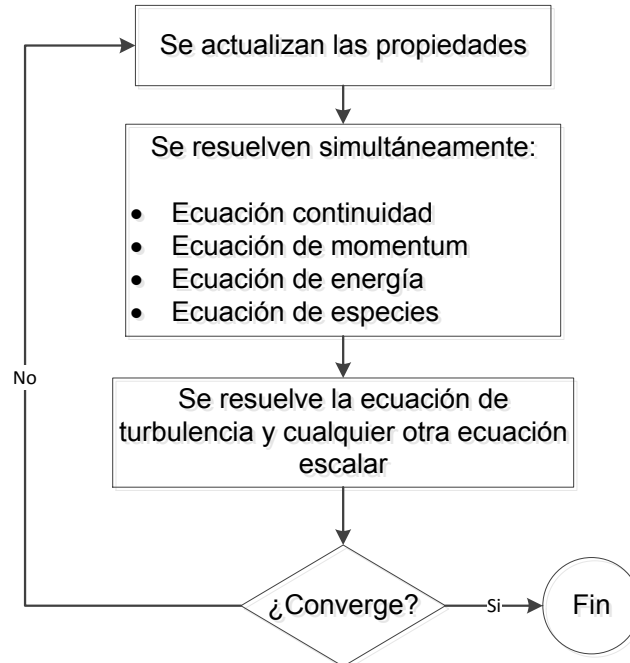 Se actualizan las propiedades
Se resuelven simultáneamente:
• Ecuación continuidad
• Ecuación de momentum
• Ecuación de energía
• Ecuación de especies
No
Se resuelve la ecuación de
turbulencia y cualquier otra ecuación
escalar
¿Converge?
Si
Fin